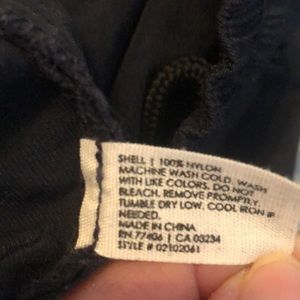 SHELL | 100% NYLON
MACHINE WASH COLD. WASH
WITH LIKE COLORS. DO NOT
BLEACH. REMOVE PROMPTLY.
TUMBLE DRY LOW. COOL IRON IF
NEEDED.
MADE IN CHINA
RN 77406 | CA 03234
STYLE # 02102061